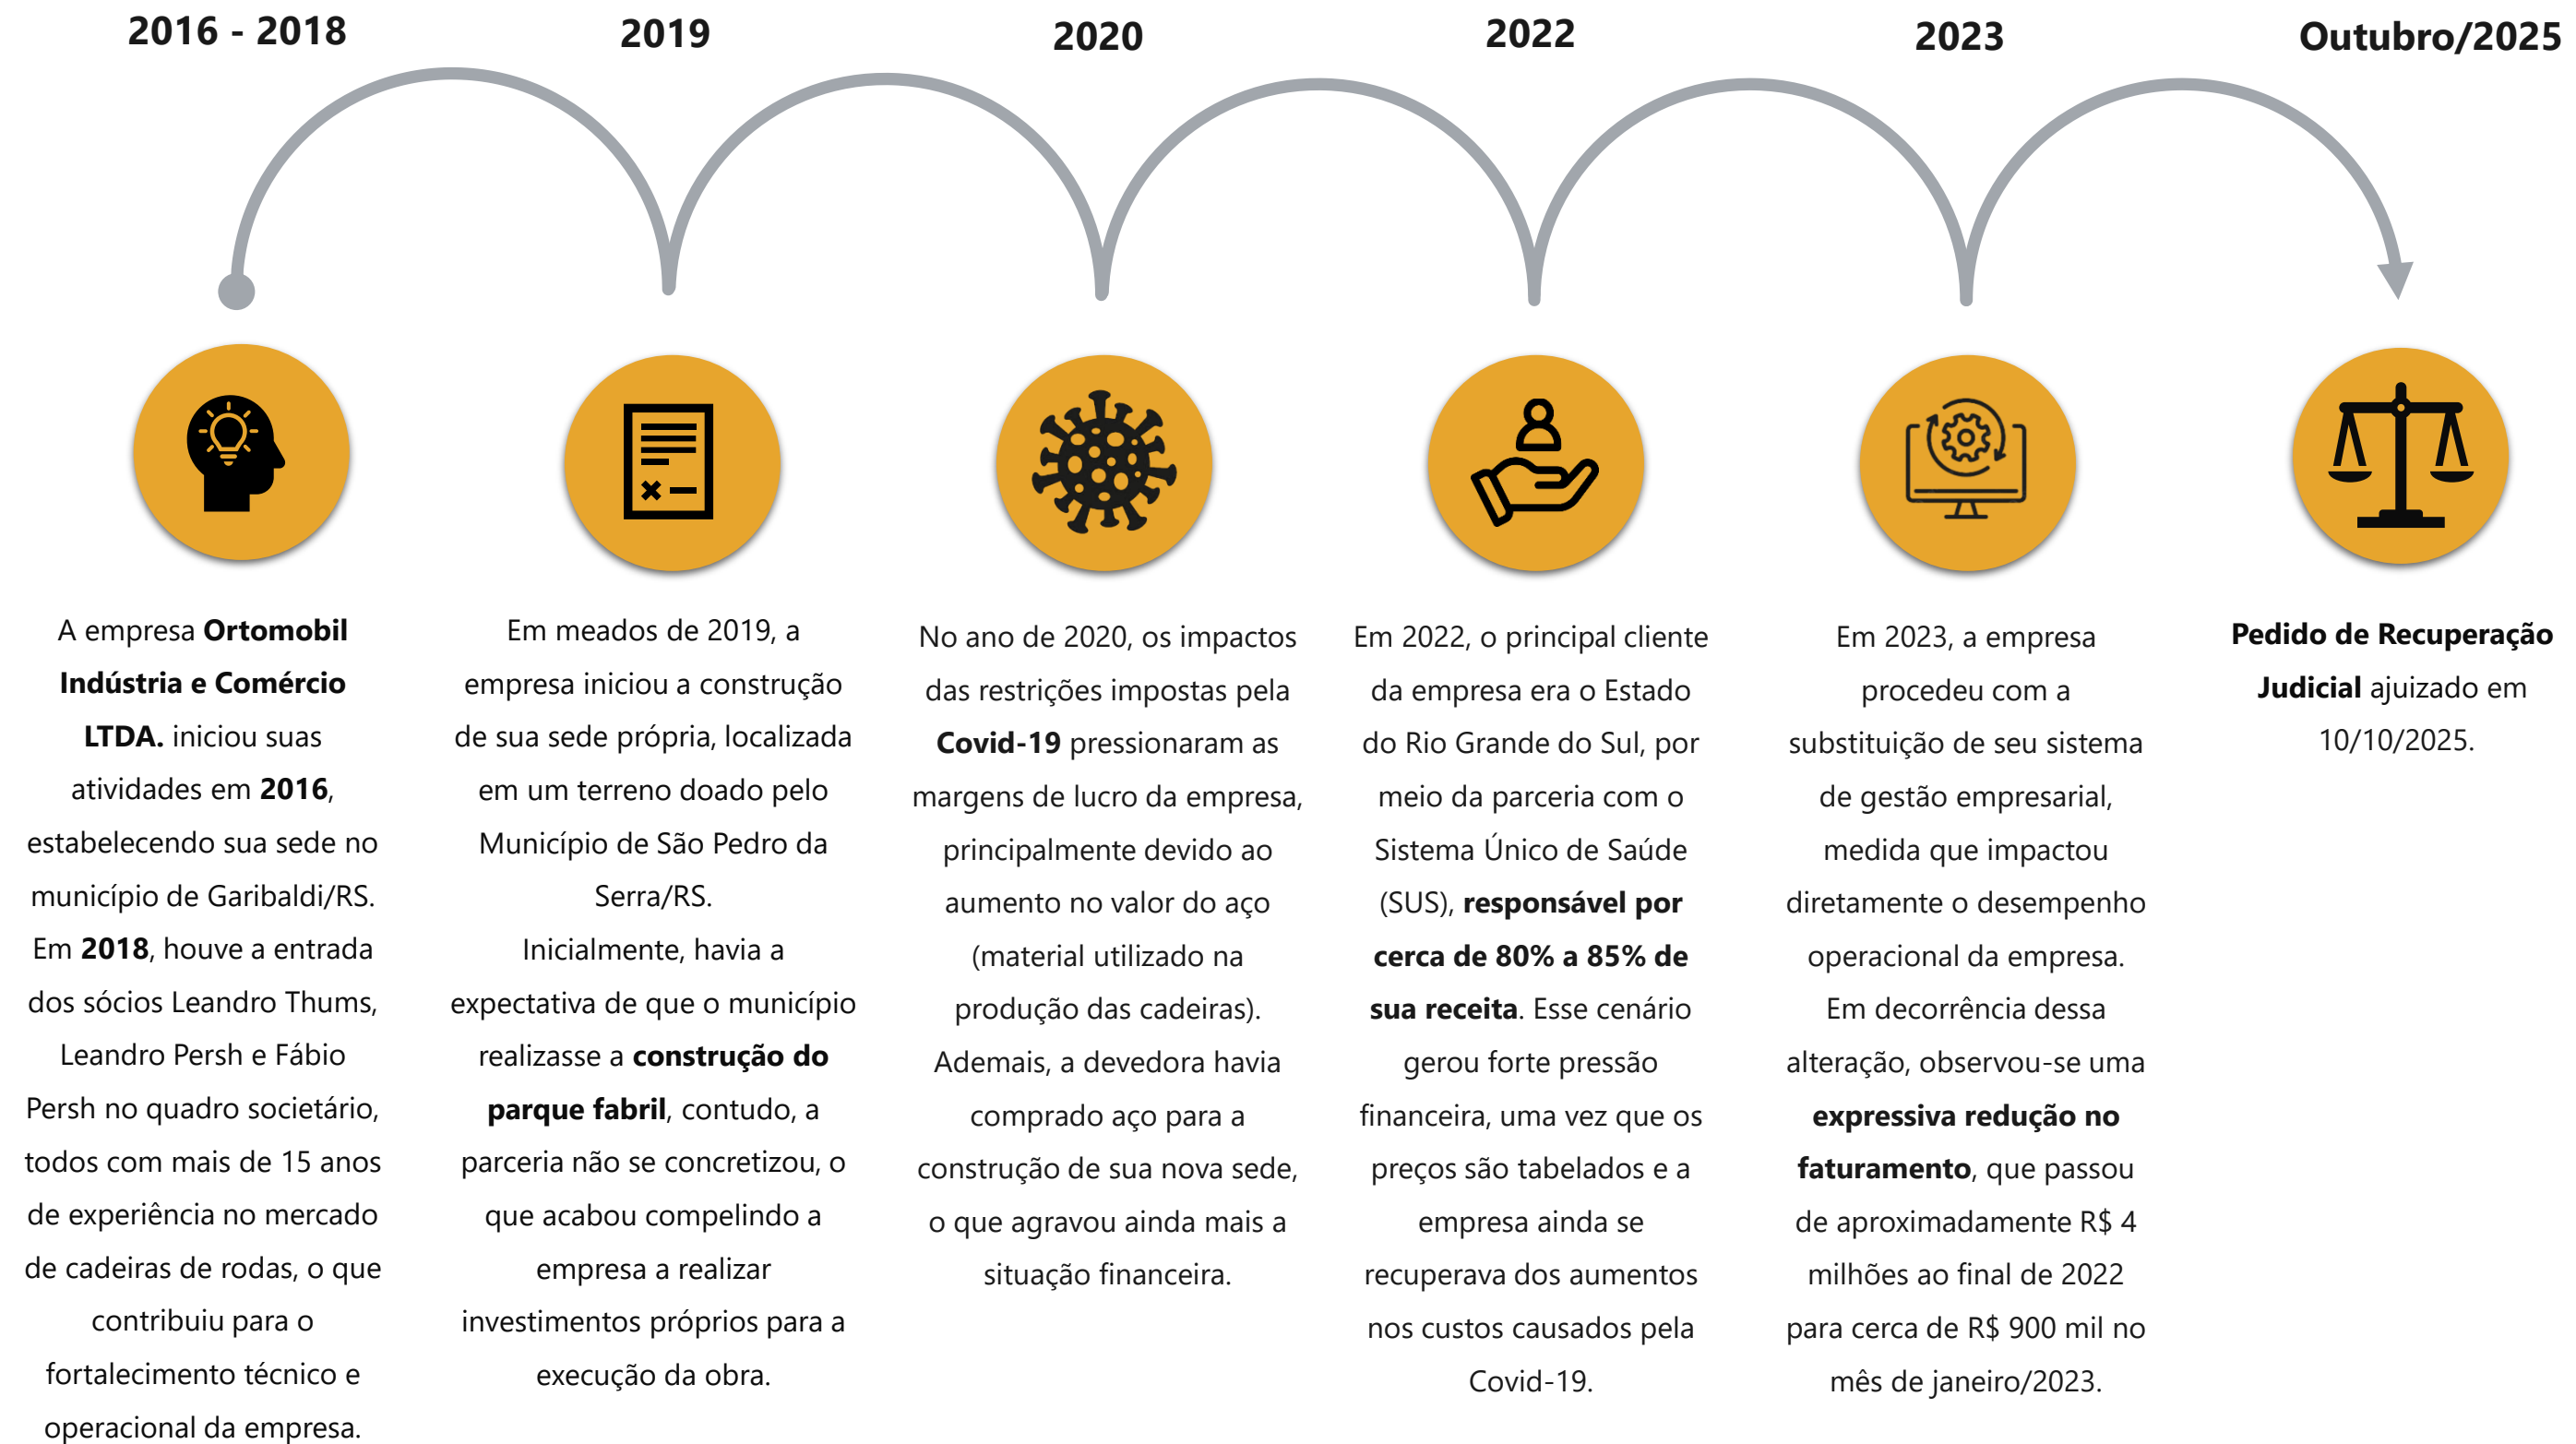 2016 - 2018
A empresa Ortomobil
Indústria e Comércio
LTDA. iniciou suas
atividades em 2016,
estabelecendo sua sede no
município de Garibaldi/RS.
Em 2018, houve a entrada
dos sócios Leandro Thums,
Leandro Persh e Fábio
Persh no quadro societário,
todos com mais de 15 anos
de experiência no mercado
de cadeiras de rodas, o que
contribuiu para o
fortalecimento técnico e
operacional da empresa.
2019
Em meados de 2019, a
empresa iniciou a construção
de sua sede própria, localizada
em um terreno doado pelo
Município de São Pedro da
Serra/RS.
Inicialmente, havia a
expectativa de que o município
realizasse a construção do
parque fabril, contudo, a
parceria não se concretizou, o
que acabou compelindo a
empresa a realizar
investimentos próprios para a
execução da obra.
2020
No ano de 2020, os impactos
das restrições impostas pela
Covid-19 pressionaram as
margens de lucro da empresa,
principalmente devido ao
aumento no valor do aço
(material utilizado na
produção das cadeiras).
Ademais, a devedora havia
comprado aço para a
construção de sua nova sede,
o que agravou ainda mais a
situação financeira.
2022
Em 2022, o principal cliente
da empresa era o Estado
do Rio Grande do Sul, por
meio da parceria com o
Sistema Único de Saúde
(SUS), responsável por
cerca de 80% a 85% de
sua receita. Esse cenário
gerou forte pressão
financeira, uma vez que os
preços são tabelados e a
empresa ainda se
recuperava dos aumentos
nos custos causados pela
Covid-19.
2023
Em 2023, a empresa
procedeu com a
substituição de seu sistema
de gestão empresarial,
medida que impactou
diretamente o desempenho
operacional da empresa.
Em decorrência dessa
alteração, observou-se uma
expressiva redução no
faturamento, que passou
de aproximadamente R$ 4
milhões ao final de 2022
para cerca de R$ 900 mil no
mês de janeiro/2023.
Outubro/2025
Pedido de Recuperação
Judicial ajuizado em
10/10/2025.